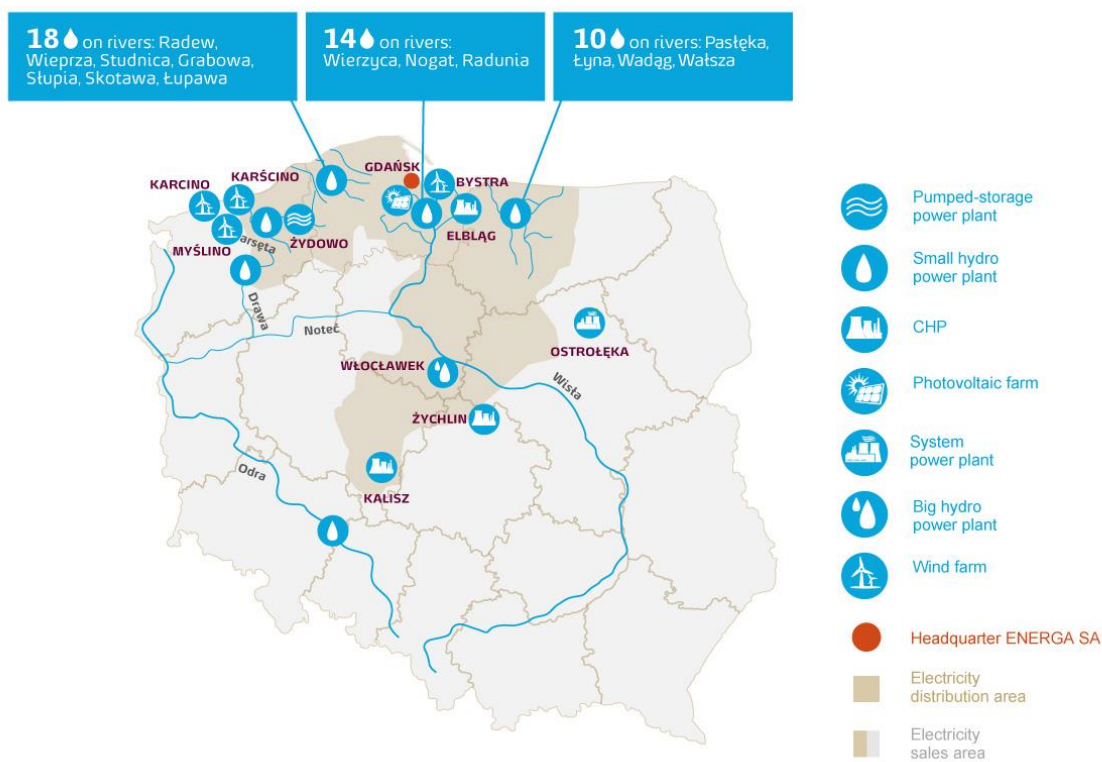 18 on rivers: Radew,
Wieprza, Studnica, Grabowa,
Słupia, Skotawa, Łupawa
14 on rivers:
Wierzyca, Nogat, Radunia
10 on rivers: Pasłęka,
Łyna, Wadąg, Wałsza
GDAŃSK
KARŚCINO
KARCINO
BYSTRA
ELBLĄG
arsęta
ŻYDOWO
MYŚLINO
Drawa
Noteć
OSTROŁĘKA
WŁOCŁAWEK
Wisła
ŻYCHLIN
Odra
KALISZ
Pumped-storage
power plant
Small hydro
power plant
CHP
Photovoltaic farm
System
power plant
Big hydro
power plant
Wind farm
Headquarter ENERGA SA
Electricity
distribution area
Electricity
sales area